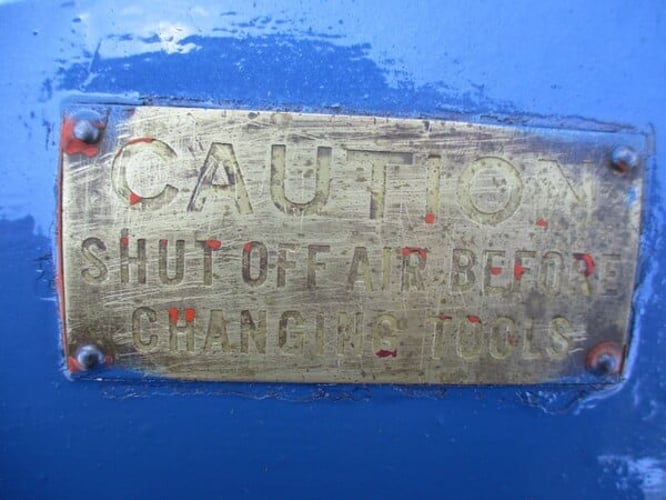 CAUTION
SHUT OFF AIR BEFORE
CHANGING TOOLS